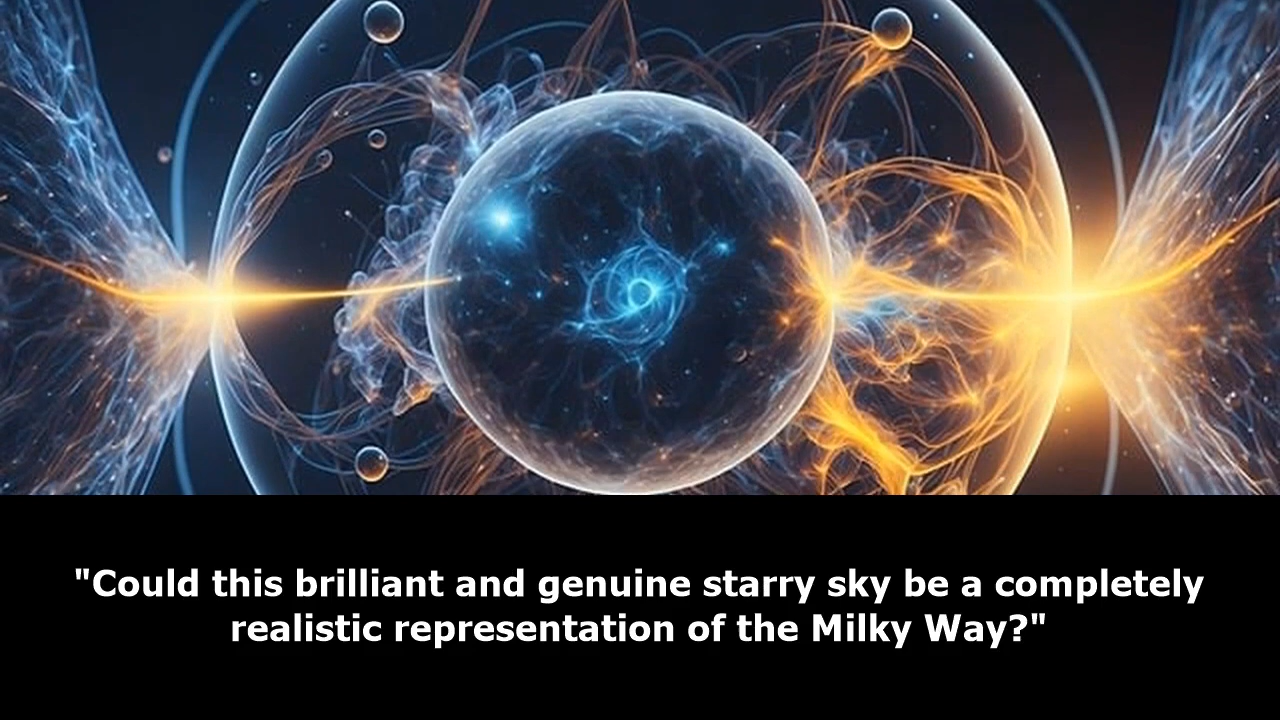 "Could this brilliant and genuine starry sky be a completely
realistic representation of the Milky Way?"